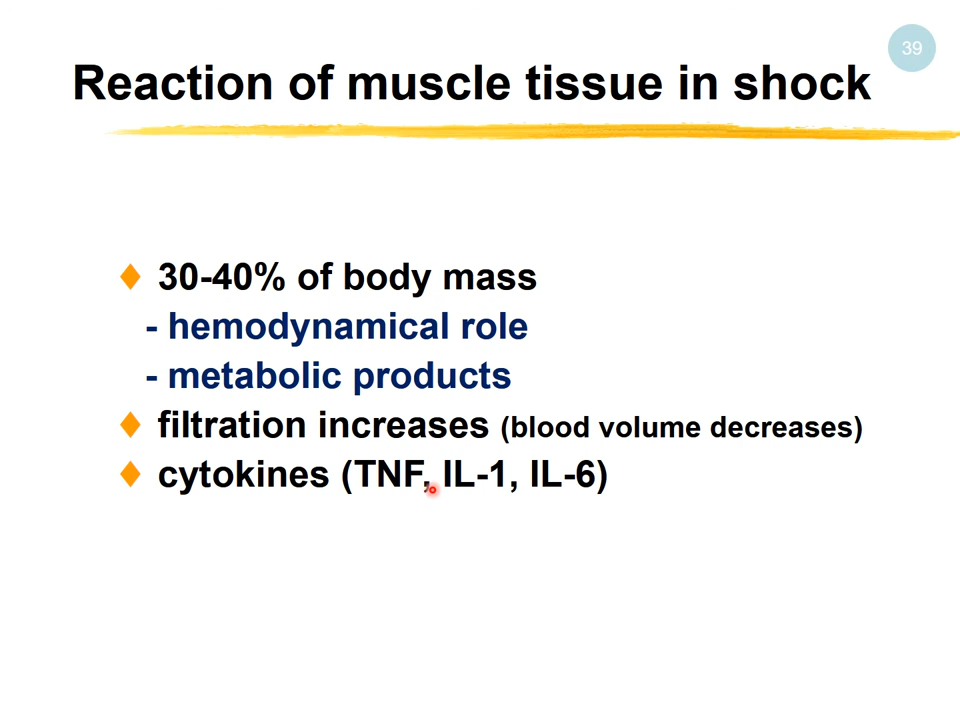 39
Reaction of muscle tissue in shock
♦ 30-40% of body mass
- hemodynamical role
- metabolic products
♦ filtration increases (blood volume decreases)
♦ cytokines (TNF, IL-1, IL-6)